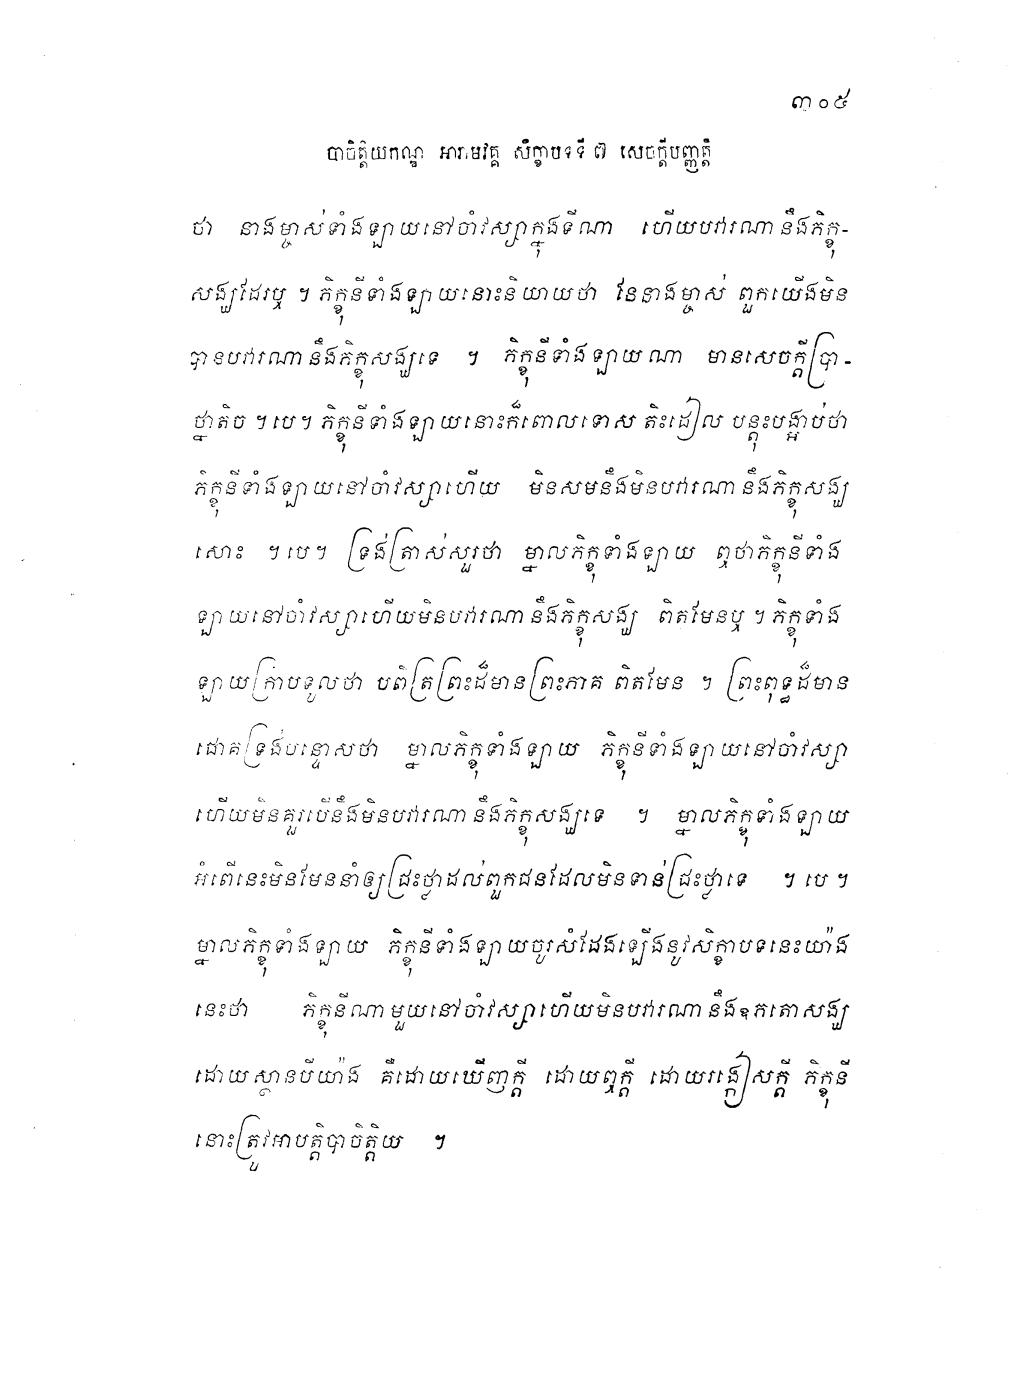 ៣០៥
បាចិត្តិយកណ្ឌ អារាមវគ្គ សិក្ខាបទទី ៧ សេចក្តីបញ្ញត្តិ
ថា នាងម្ចាស់ទាំងឡាយនៅចាំវស្សាក្នុងទីណា ហើយបវារណានឹងភិក្ខុ-
សង្ឃដែរឬ ។ ភិក្ខុនីទាំងឡាយនោះនិយាយថា នែនាងម្ចាស់ ពួកយើងមិន
បានបវារណានឹងភិក្ខុសង្ឃទេ ។ ភិក្ខុនីទាំងឡាយណា មានសេចក្តីប្រា-
ថ្នាតិច ។បេ។ ភិក្ខុនីទាំងឡាយនោះក៏ពោលទោស តិះដៀល បន្តុះបង្អាប់ថា
ភិក្ខុនីទាំងឡាយនៅចាំវស្សាហើយ មិនសមនឹងមិនបវារណានឹងភិក្ខុសង្ឃ
សោះ ។បេ។ ទ្រង់ត្រាស់សួរថា ម្នាលភិក្ខុទាំងឡាយ ឮថាភិក្ខុនីទាំង
ឡាយនៅចាំវស្សាហើយមិនបវារណានឹងភិក្ខុសង្ឃ ពិតមែនឬ ។ ភិក្ខុទាំង
ឡាយក្រាបទូលថា បពិត្រព្រះដ៏មានព្រះភាគ ពិតមែន ។ ព្រះពុទ្ធដ៏មាន
ជោគទ្រង់បន្ទោសថា ម្នាលភិក្ខុទាំងឡាយ ភិក្ខុនីទាំងឡាយនៅចាំវស្សា
ហើយមិនគួរបើនឹងមិនបវារណានឹងភិក្ខុសង្ឃទេ ។ ម្នាលភិក្ខុទាំងឡាយ
អំពើនេះមិនមែននាំឲ្យជ្រះថ្លាដល់ពួកជនដែលមិនទាន់ជ្រះថ្លាទេ ។ បេ ។
ម្នាលភិក្ខុទាំងឡាយ ភិក្ខុនីទាំងឡាយចូរសំដែងឡើងនូវសិក្ខាបទនេះយ៉ាង
នេះថា ភិក្ខុនីណាមួយនៅចាំវស្សាហើយមិនបវារណានឹងឧភតោសង្ឃ
ដោយស្ថានបីយ៉ាង គឺដោយឃើញក្តី ដោយឮក្តី ដោយរង្កៀសក្តី ភិក្ខុនី
នោះត្រូវអាបត្តិបាចិត្តិយ ។